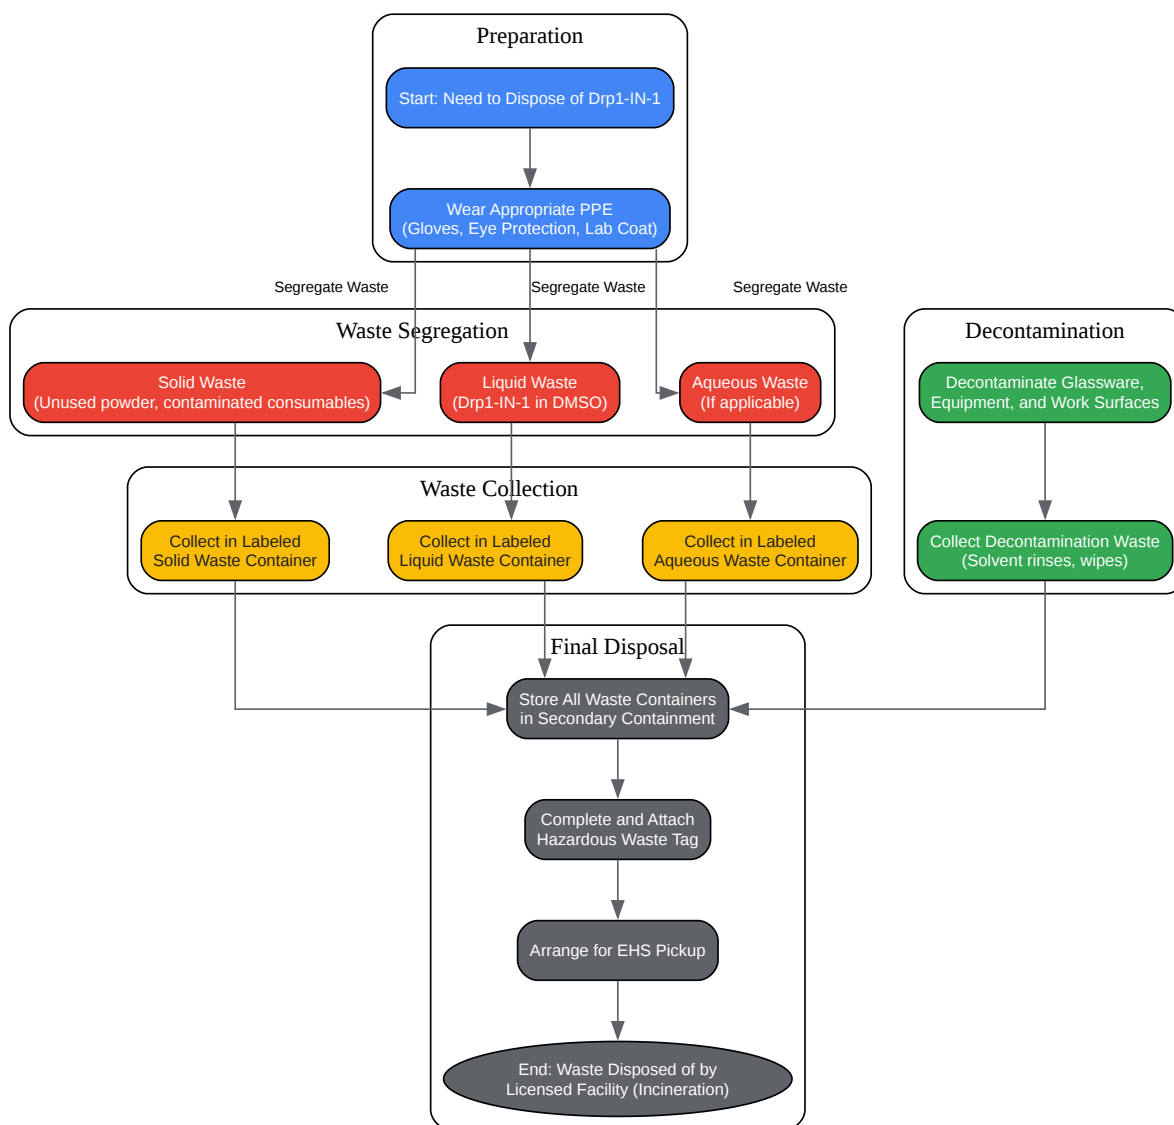 Preparation
Start: Need to Dispose of Drp1-IN-1
Wear Appropriate PPE
(Gloves, Eye Protection, Lab Coat)
Segregate Waste
Segregate Waste
Segregate Waste
Waste Segregation
Solid Waste
(Unused powder, contaminated consumables)
Liquid Waste
(Drp1-IN-1 in DMSO)
Aqueous Waste
(If applicable)
Decontamination
Decontaminate Glassware,
Equipment, and Work Surfaces
Waste Collection
Collect in Labeled
Solid Waste Container
Collect in Labeled
Liquid Waste Container
Collect in Labeled
Aqueous Waste Container
Collect Decontamination Waste
(Solvent rinses, wipes)
Final Disposal
Store All Waste Containers
in Secondary Containment
Complete and Attach
Hazardous Waste Tag
Arrange for EHS Pickup
End: Waste Disposed of by
Licensed Facility (Incineration)